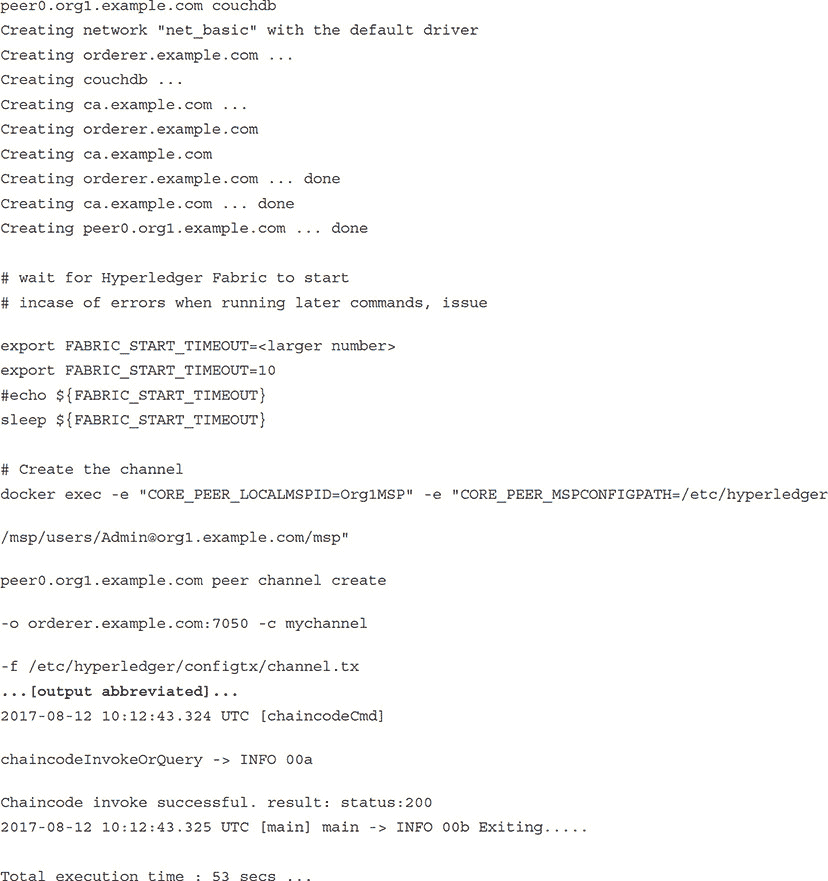 peer0.org1.example.com couchdb
Creating network "net_basic" with the default driver
Creating orderer.example.com ...
Creating couchdb ...
Creating ca.example.com ...
Creating orderer.example.com
Creating ca.example.com
Creating orderer.example.com ... done
Creating ca.example.com ... done
Creating peer0.org1.example.com ... done
# wait for Hyperledger Fabric to start
# incase of errors when running later commands, issue
export FABRIC_START_TIMEOUT=<larger number>
export FABRIC_START_TIMEOUT=10
#echo ${FABRIC_START_TIMEOUT}
sleep ${FABRIC_START_TIMEOUT}
# Create the channel
docker exec -e "CORE_PEER_LOCALMSPID=Org1MSP" -e "CORE_PEER_MSPCONFIGPATH=/etc/hyperledger
/msp/users/Admin@org1.example.com/msp"
peer0.org1.example.com peer channel create
-o orderer.example.com:7050 -c mychannel
-f /etc/hyperledger/configtx/channel.tx
...[output abbreviated]...
2017-08-12 10:12:43.324 UTC [chaincodeCmd]
chaincodeInvokeOrQuery -> INFO 00a
Chaincode invoke successful. result: status:200
2017-08-12 10:12:43.325 UTC [main] main -> INFO 00b Exiting.....
Total execution time : 53 secs ...